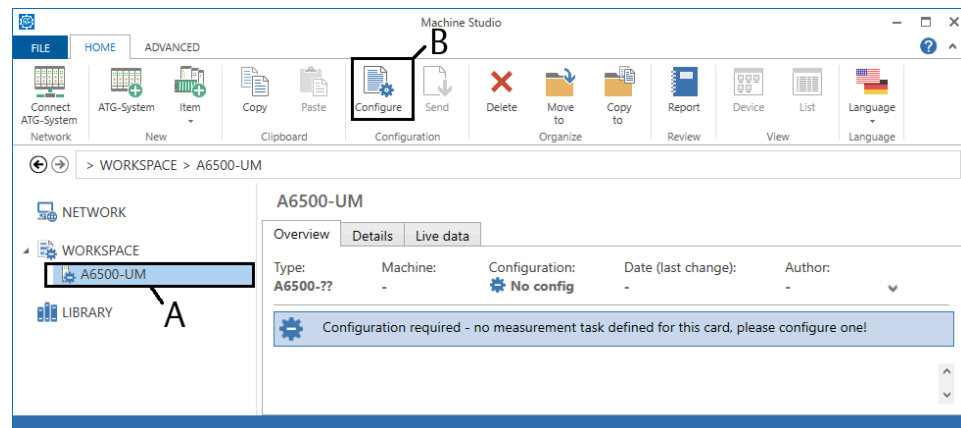 Machine Studio
B
FILE HOME ADVANCED
Connect ATG-System
ATG-System
Item
Copy
Paste
Configure
Send
Delete
Move to
Copy to
Report
Device
List
Language
Network New Clipboard Configuration Organize Review View Language
> WORKSPACE > A6500-UM
NETWORK
WORKSPACE
A6500-UM
A
LIBRARY
A6500-UM
Overview Details Live data
Type: Machine: Configuration: Date (last change): Author:
A6500-?? - No config - -
Configuration required - no measurement task defined for this card, please configure one!